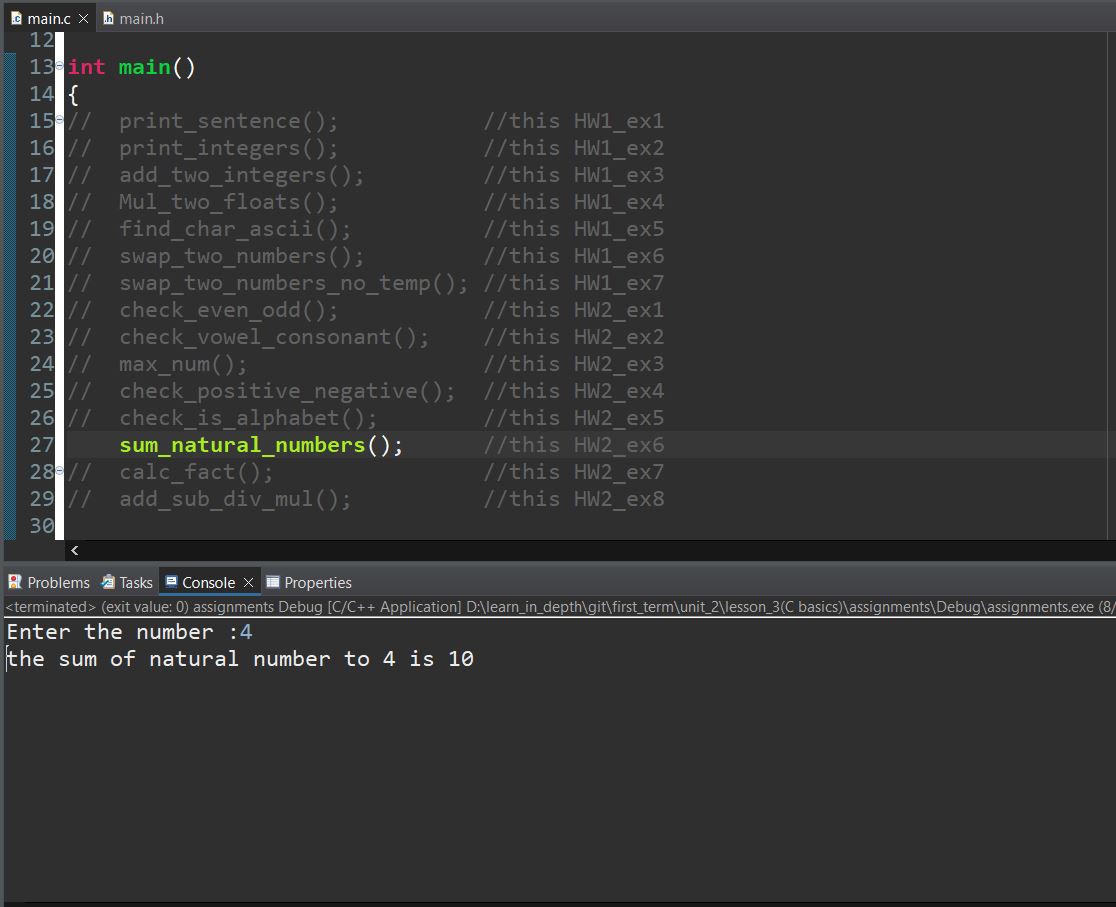 main.c main.h
12
13 int main()
14 {
15 //  print_sentence();           //this HW1_ex1
16 //  print_integers();           //this HW1_ex2
17 //  add_two_integers();         //this HW1_ex3
18 //  Mul_two_floats();           //this HW1_ex4
19 //  find_char_ascii();          //this HW1_ex5
20 //  swap_two_numbers();         //this HW1_ex6
21 //  swap_two_numbers_no_temp(); //this HW1_ex7
22 //  check_even_odd();           //this HW2_ex1
23 //  check_vowel_consonant();    //this HW2_ex2
24 //  max_num();                  //this HW2_ex3
25 //  check_positive_negative();  //this HW2_ex4
26 //  check_is_alphabet();        //this HW2_ex5
27     sum_natural_numbers();      //this HW2_ex6
28 //  calc_fact();                //this HW2_ex7
29 //  add_sub_div_mul();          //this HW2_ex8
30
Problems Tasks Console Properties
<terminated> (exit value: 0) assignments Debug [C/C++ Application] D:\learn_in_depth\git\first_term\unit_2\lesson_3(C basics)\assignments\Debug\assignments.exe (8/
Enter the number :4
the sum of natural number to 4 is 10